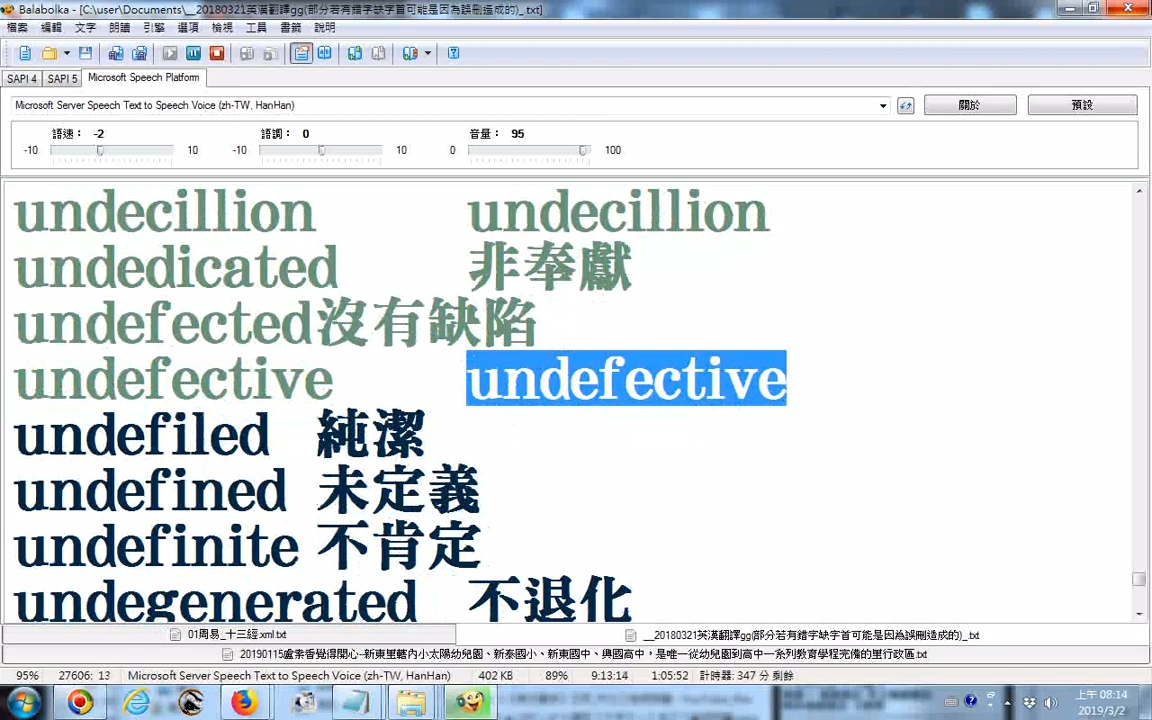 Balabolka - [C:\user\Documents\__20180321英漢翻譯gg(部分若有錯字缺字首可能是因為誤刪造成的)_.txt]
檔案 編輯 文字 朗讀 引擎 選項 檢視 工具 書籤 說明
SAPI 4 SAPI 5 Microsoft Speech Platform
Microsoft Server Speech Text to Speech Voice (zh-TW, HanHan) 關於 預設
語速： -2 語調： 0 音量： 95
-10 10 -10 10 0 100
undecillion undecillion
undedicated 非奉獻
undefected沒有缺陷
undefective undefective
undefiled 純潔
undefined 未定義
undefinite 不肯定
undegenerated 不退化
01周易_十三經.xml.txt __20180321英漢翻譯gg(部分若有錯字缺字首可能是因為誤刪造成的)_.txt
20190115盧素香覺得開心--新東里轄內小太陽幼兒園、新泰國小、新東國中、興國高中，是唯一從幼兒園到高中一系列教育學程完備的里行政區.txt
95% 27606: 13 Microsoft Server Speech Text to Speech Voice (zh-TW, HanHan) 402 KB 89% 9:13:14 1:05:52 計時器: 347 分 剩餘
上午 08:14
2019/3/2